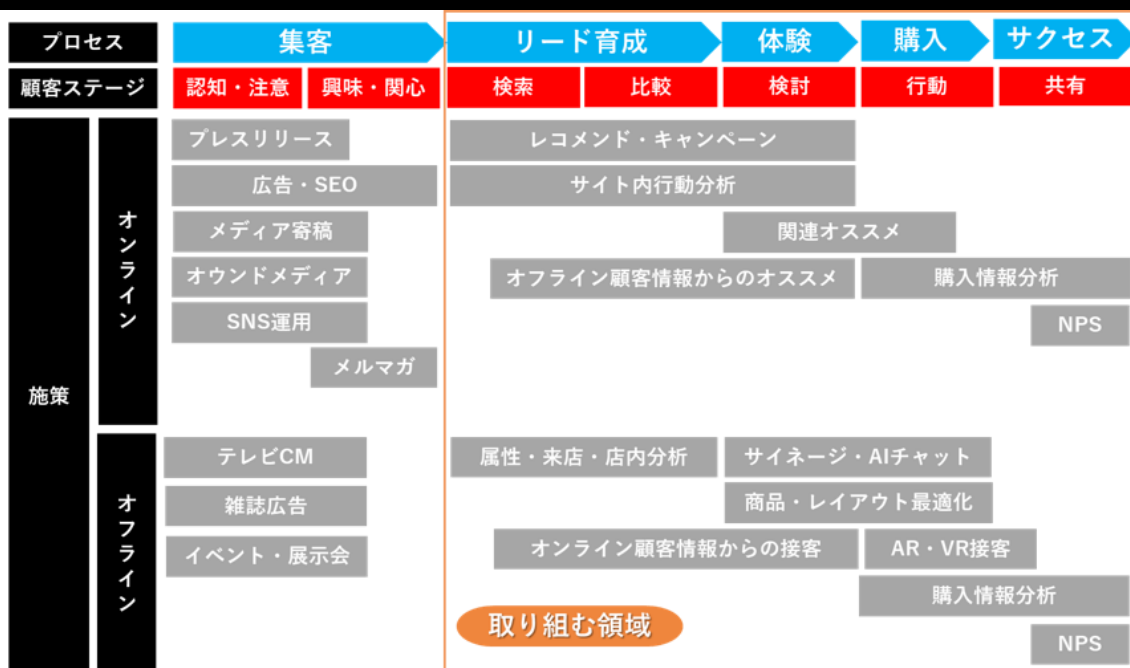 プロセス
集客
リード育成
体験
購入
サクセス
顧客ステージ
認知・注意
興味・関心
検索
比較
検討
行動
共有
施策
オンライン
プレスリリース
レコメンド・キャンペーン
広告・SEO
サイト内行動分析
メディア寄稿
関連オススメ
オウンドメディア
オフライン顧客情報からのオススメ
購入情報分析
SNS運用
NPS
メルマガ
オフライン
テレビCM
属性・来店・店内分析
サイネージ・AIチャット
雑誌広告
商品・レイアウト最適化
イベント・展示会
オンライン顧客情報からの接客
AR・VR接客
購入情報分析
取り組む領域
NPS